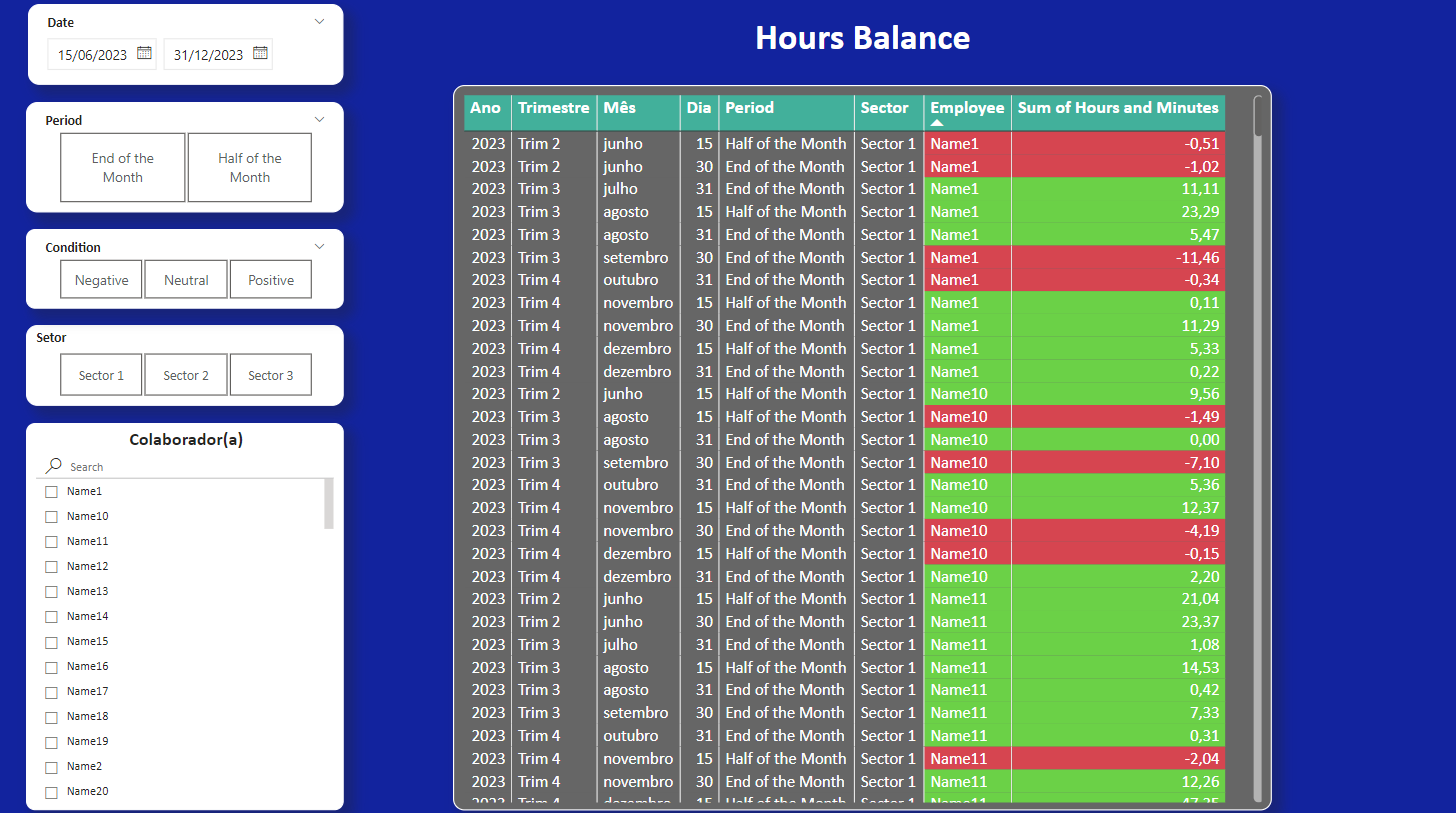 Date
15/06/2023 31/12/2023
Period
End of the Month
Half of the Month
Condition
Negative Neutral Positive
Setor
Sector 1 Sector 2 Sector 3
Colaborador(a)
Search
Name1
Name10
Name11
Name12
Name13
Name14
Name15
Name16
Name17
Name18
Name19
Name2
Name20
Hours Balance
Ano Trimestre Mês Dia Period Sector Employee Sum of Hours and Minutes
2023 Trim 2 junho 15 Half of the Month Sector 1 Name1 -0,51
2023 Trim 2 junho 30 End of the Month Sector 1 Name1 -1,02
2023 Trim 3 julho 31 End of the Month Sector 1 Name1 11,11
2023 Trim 3 agosto 15 Half of the Month Sector 1 Name1 23,29
2023 Trim 3 agosto 31 End of the Month Sector 1 Name1 5,47
2023 Trim 3 setembro 30 End of the Month Sector 1 Name1 -11,46
2023 Trim 4 outubro 31 End of the Month Sector 1 Name1 -0,34
2023 Trim 4 novembro 15 Half of the Month Sector 1 Name1 0,11
2023 Trim 4 novembro 30 End of the Month Sector 1 Name1 11,29
2023 Trim 4 dezembro 15 Half of the Month Sector 1 Name1 5,33
2023 Trim 4 dezembro 31 End of the Month Sector 1 Name1 0,22
2023 Trim 2 junho 15 Half of the Month Sector 1 Name10 9,56
2023 Trim 3 agosto 15 Half of the Month Sector 1 Name10 -1,49
2023 Trim 3 agosto 31 End of the Month Sector 1 Name10 0,00
2023 Trim 3 setembro 30 End of the Month Sector 1 Name10 -7,10
2023 Trim 4 outubro 31 End of the Month Sector 1 Name10 5,36
2023 Trim 4 novembro 15 Half of the Month Sector 1 Name10 12,37
2023 Trim 4 novembro 30 End of the Month Sector 1 Name10 -4,19
2023 Trim 4 dezembro 15 Half of the Month Sector 1 Name10 -0,15
2023 Trim 4 dezembro 31 End of the Month Sector 1 Name10 2,20
2023 Trim 2 junho 15 Half of the Month Sector 1 Name11 21,04
2023 Trim 2 junho 30 End of the Month Sector 1 Name11 23,37
2023 Trim 3 julho 31 End of the Month Sector 1 Name11 1,08
2023 Trim 3 agosto 15 Half of the Month Sector 1 Name11 14,53
2023 Trim 3 agosto 31 End of the Month Sector 1 Name11 0,42
2023 Trim 3 setembro 30 End of the Month Sector 1 Name11 7,33
2023 Trim 4 outubro 31 End of the Month Sector 1 Name11 0,31
2023 Trim 4 novembro 15 Half of the Month Sector 1 Name11 -2,04
2023 Trim 4 novembro 30 End of the Month Sector 1 Name11 12,26
2023 Trim 4 dezembro 15 Half of the Month Sector 1 Name11